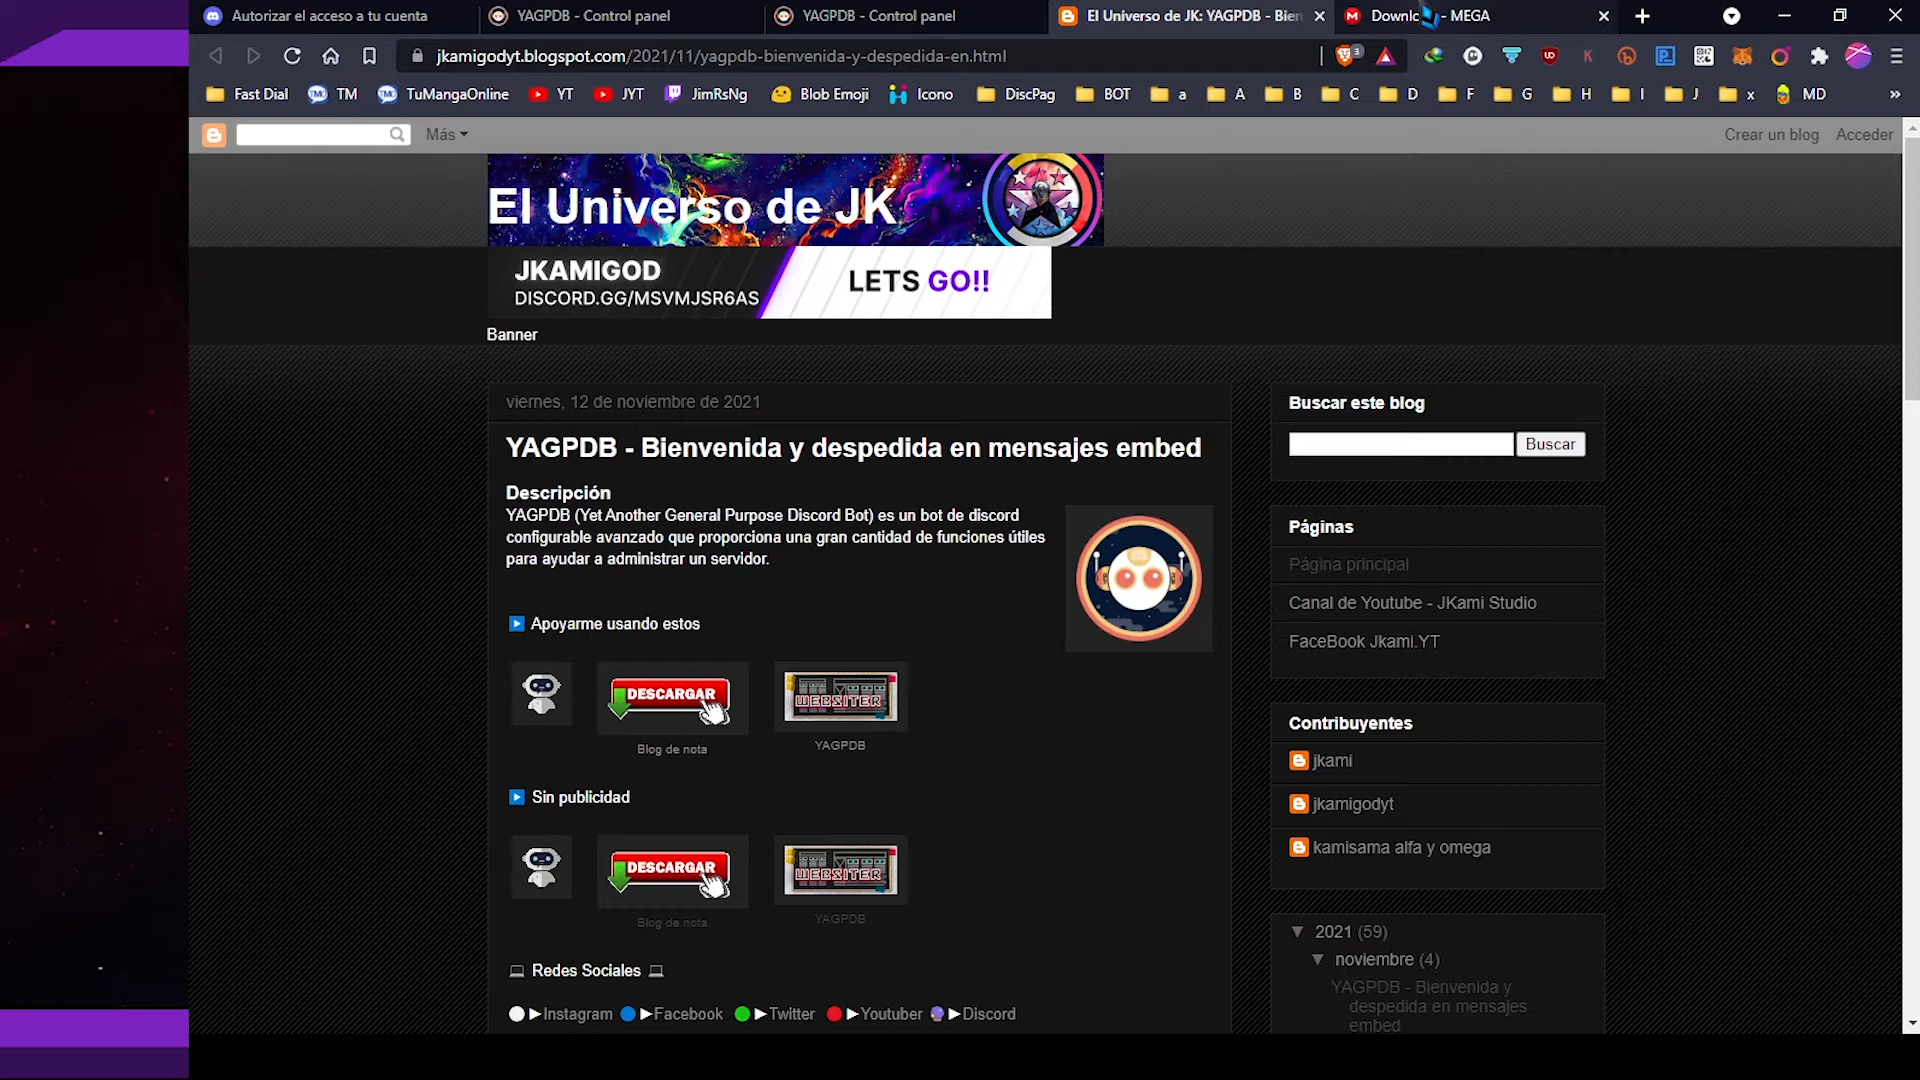 Autorizar el acceso a tu cuenta
YAGPDB - Control panel
YAGPDB - Control panel
El Universo de JK: YAGPDB - Bien
- MEGA
jkamigodyt.blogspot.com/2021/11/yagpdb-bienvenida-y-despedida-en.html
Fast Dial
TM
TuMangaOnline
YT
JYT
JimRsNg
Blob Emoji
Icono
DiscPag
BOT
a
A
B
C
D
F
G
H
I
J
x
MD
Más
Crear un blog
Acceder
El Universo de JK
JKAMIGOD
DISCORD.GG/MSVMJSR6AS
LETS GO!!
Banner
viernes, 12 de noviembre de 2021
YAGPDB - Bienvenida y despedida en mensajes embed
Descripción
YAGPDB (Yet Another General Purpose Discord Bot) es un bot de discord
configurable avanzado que proporciona una gran cantidad de funciones útiles
para ayudar a administrar un servidor.
Apoyarme usando estos
DESCARGAR
WEBSITER
Blog de nota
YAGPDB
Sin publicidad
DESCARGAR
WEBSITER
Blog de nota
YAGPDB
Redes Sociales
Instagram
Facebook
Twitter
Youtuber
Discord
Buscar este blog
Buscar
Páginas
Página principal
Canal de Youtube - JKami Studio
FaceBook Jkami.YT
Contribuyentes
jkami
jkamigodyt
kamisama alfa y omega
2021 (59)
noviembre (4)
YAGPDB - Bienvenida y
despedida en mensajes
embed